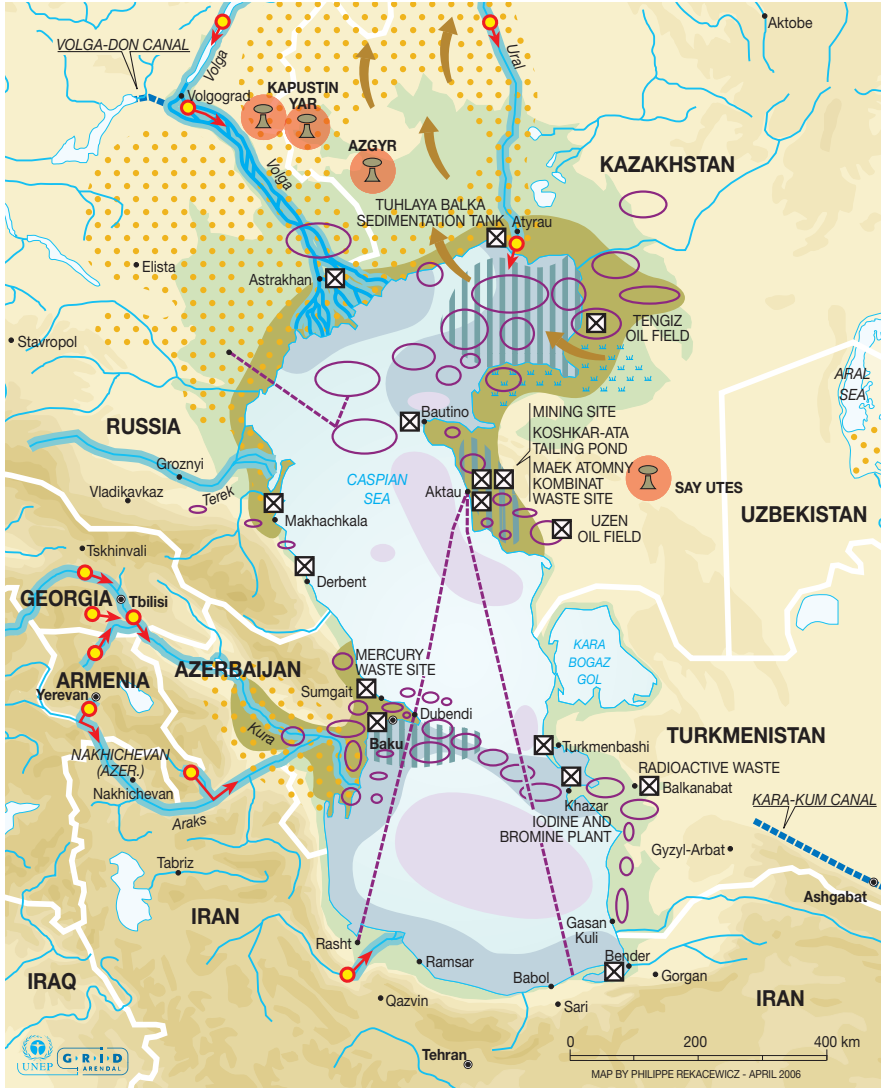 Aktobe
VOLGA-DON CANAL
Volga
Ural
Volgograd
KAPUSTIN
YAR
AZGYR
KAZAKHSTAN
Volga
TUHLAYA BALKA
SEDIMENTATION TANK
Atyrau
Elista
Astrakhan
TENGIZ
OIL FIELD
Stavropol
ARAL
SEA
RUSSIA
Bautino
MINING SITE
KOSHKAR-ATA
TAILING POND
MAEK ATOMNY
KOMBINAT
WASTE SITE
Groznyi
CASPIAN
SEA
Aktau
SAY UTES
Vladikavkaz
Terek
Makhachkala
UZEN
OIL FIELD
UZBEKISTAN
Tskhinvali
Derbent
GEORGIA
Tbilisi
KARA
BOGAZ
GOL
MERCURY
WASTE SITE
AZERBAIJAN
ARMENIA
Yerevan
Sumgait
Dubendi
Kura
Baku
Turkmenbashi
TURKMENISTAN
NAKHICHEVAN
(AZER.)
Nakhichevan
RADIOACTIVE WASTE
Balkanabat
Khazar
IODINE AND
BROMINE PLANT
KARA-KUM CANAL
Araks
Gyzyl-Arbat
Tabriz
Ashgabat
IRAN
Gasan
Kuli
Rasht
Ramsar
Bender
Gorgan
Babol
IRAQ
Qazvin
Sari
IRAN
UNEP
GRID
ARENDAL
Tehran
0 200 400 km
MAP BY PHILIPPE REKACEWICZ - APRIL 2006